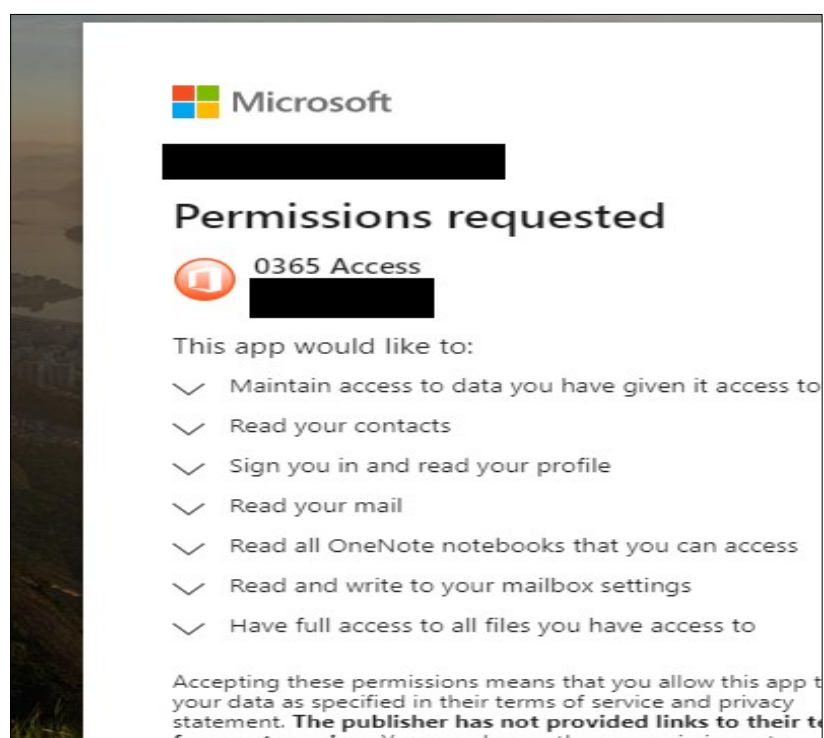 Microsoft
Permissions requested
0365 Access
This app would like to:
Maintain access to data you have given it access to
Read your contacts
Sign you in and read your profile
Read your mail
Read all OneNote notebooks that you can access
Read and write to your mailbox settings
Have full access to all files you have access to
Accepting these permissions means that you allow this app
your data as specified in their terms of service and privacy
statement. The publisher has not provided links to their